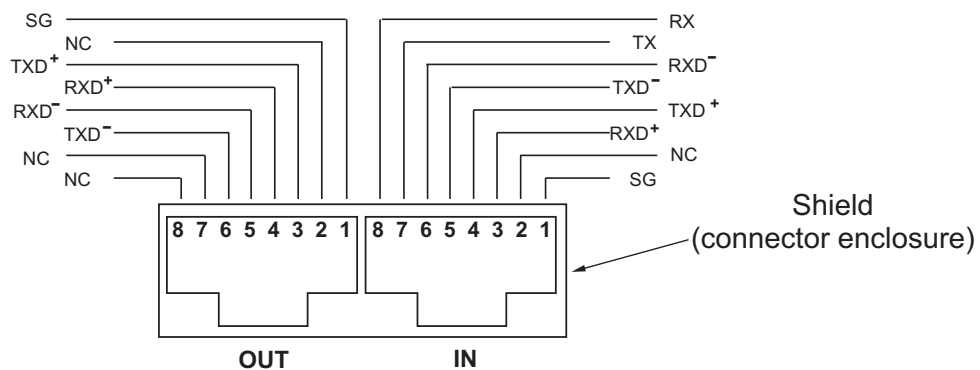 SG
NC
TXD+
RXD+
RXD-
TXD-
NC
NC
RX
TX
RXD-
TXD-
TXD +
RXD+
NC
SG
8 7 6 5 4 3 2 1
8 7 6 5 4 3 2 1
Shield
(connector enclosure)
OUT
IN